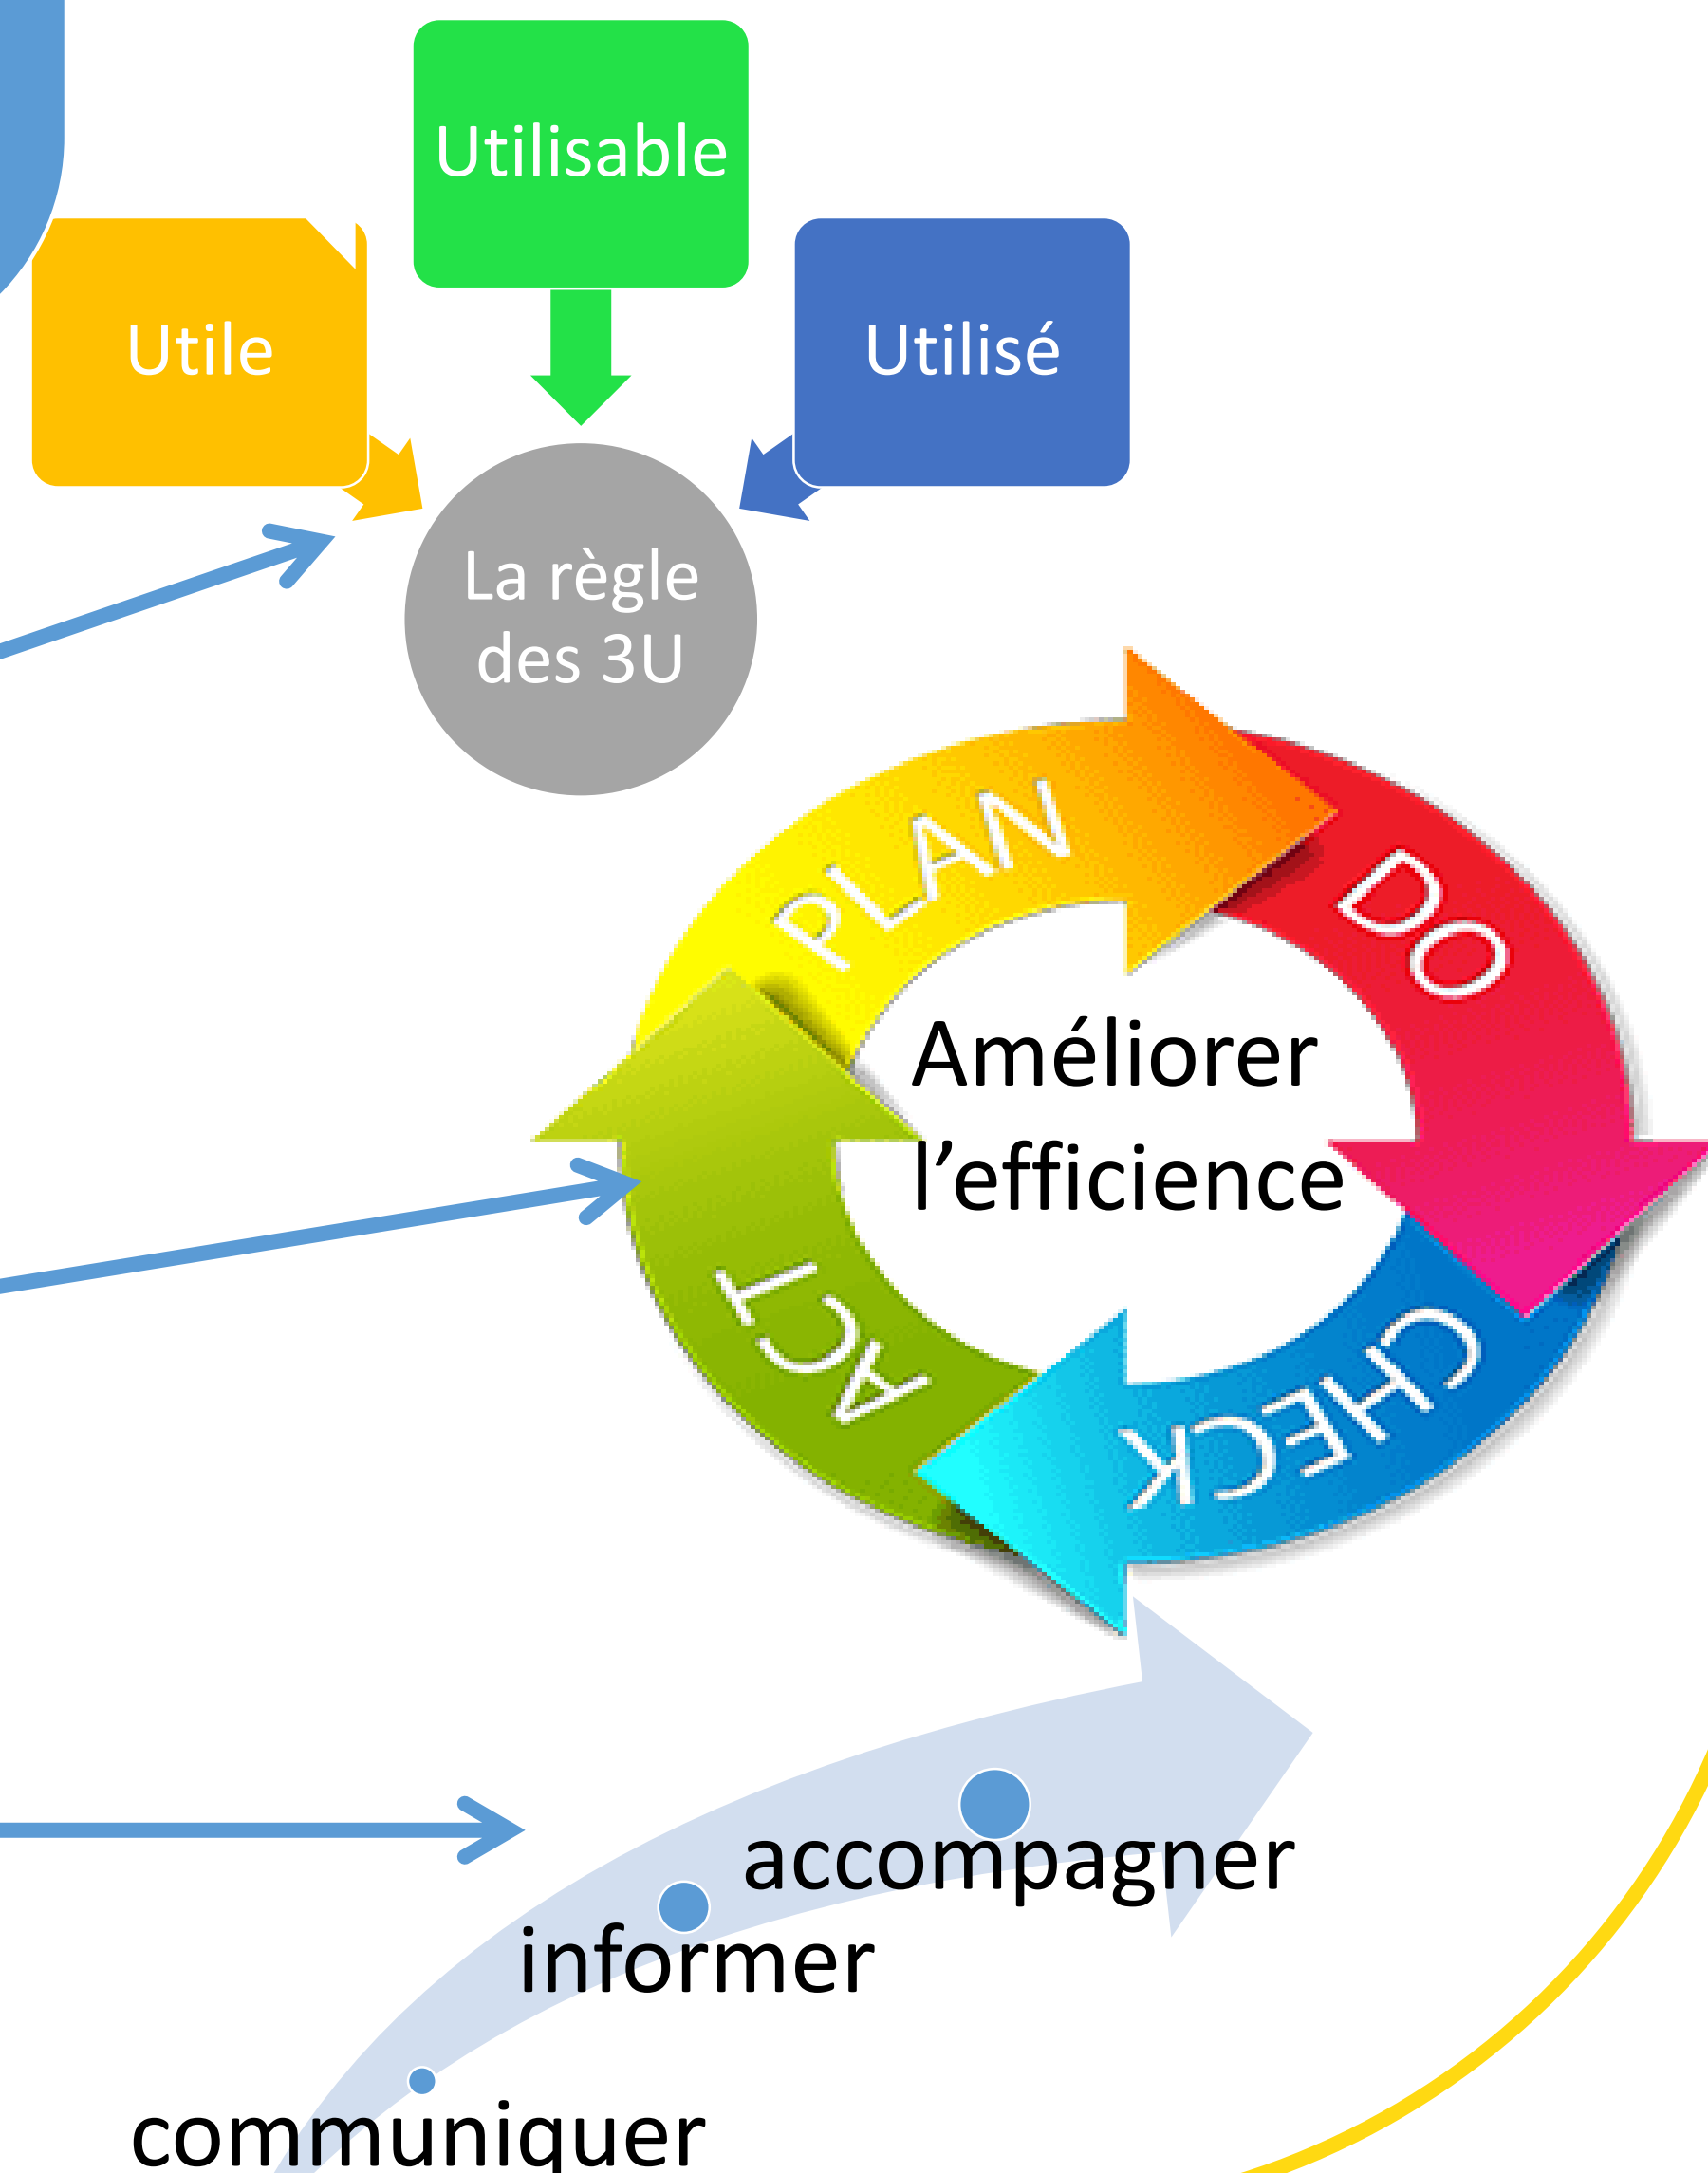 Utilisable
Utile
Utilisé
La règle
des 3U
PLAN
DO
Améliorer
l’efficience
ACT
CHECK
accompagner
informer
communiquer